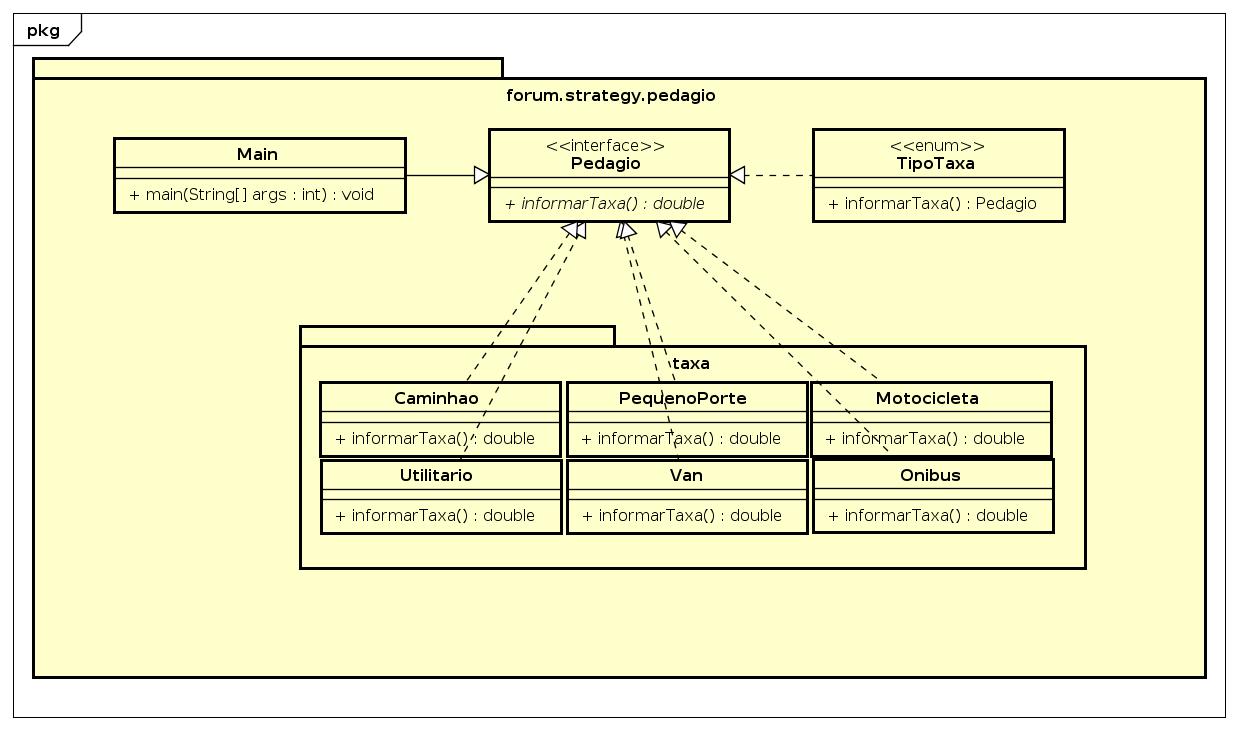 pkg
forum.strategy.pedagio
Main
+ main(String[] args : int) : void
<<interface>>
Pedagio
+ informarTaxa() : double
<<enum>>
TipoTaxa
+ informarTaxa() : Pedagio
taxa
Caminhao
+ informarTaxa() : double
PequenoPorte
+ informarTaxa() : double
Motocicleta
+ informarTaxa() : double
Utilitario
+ informarTaxa() : double
Van
+ informarTaxa() : double
Onibus
+ informarTaxa() : double